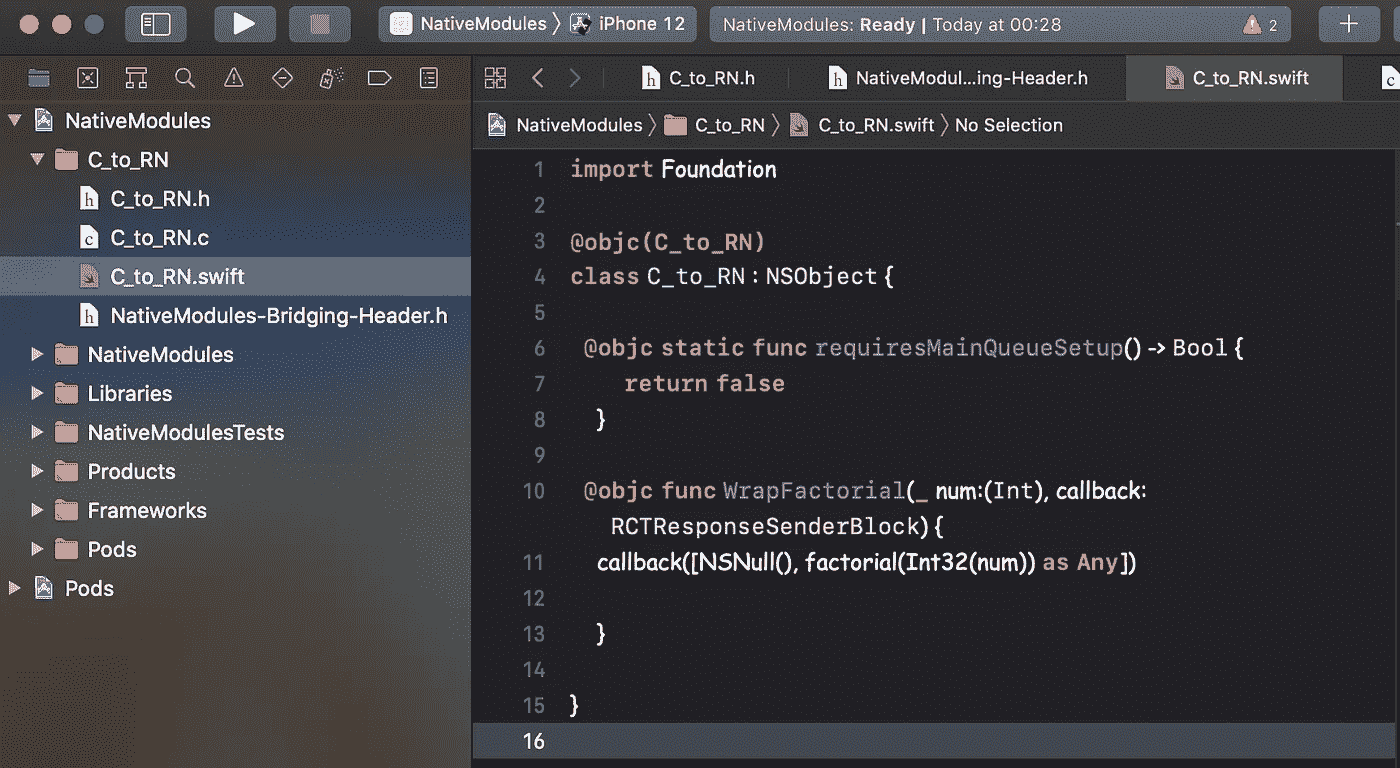 NativeModules 〉 iPhone 12
NativeModules: Ready | Today at 00:28
2
C_to_RN.h
NativeModul...ing-Header.h
C_to_RN.swift
NativeModules 〉 C_to_RN 〉 C_to_RN.swift 〉 No Selection
NativeModules
C_to_RN
C_to_RN.h
C_to_RN.c
C_to_RN.swift
NativeModules-Bridging-Header.h
NativeModules
Libraries
NativeModulesTests
Products
Frameworks
Pods
Pods
1 import Foundation
2
3 @objc(C_to_RN)
4 class C_to_RN : NSObject {
5
6 @objc static func requiresMainQueueSetup() -> Bool {
7 return false
8 }
9
10 @objc func WrapFactorial(_ num:(Int), callback:
RCTResponseSenderBlock) {
11 callback([NSNull(), factorial(Int32(num)) as Any])
12
13 }
14
15 }
16